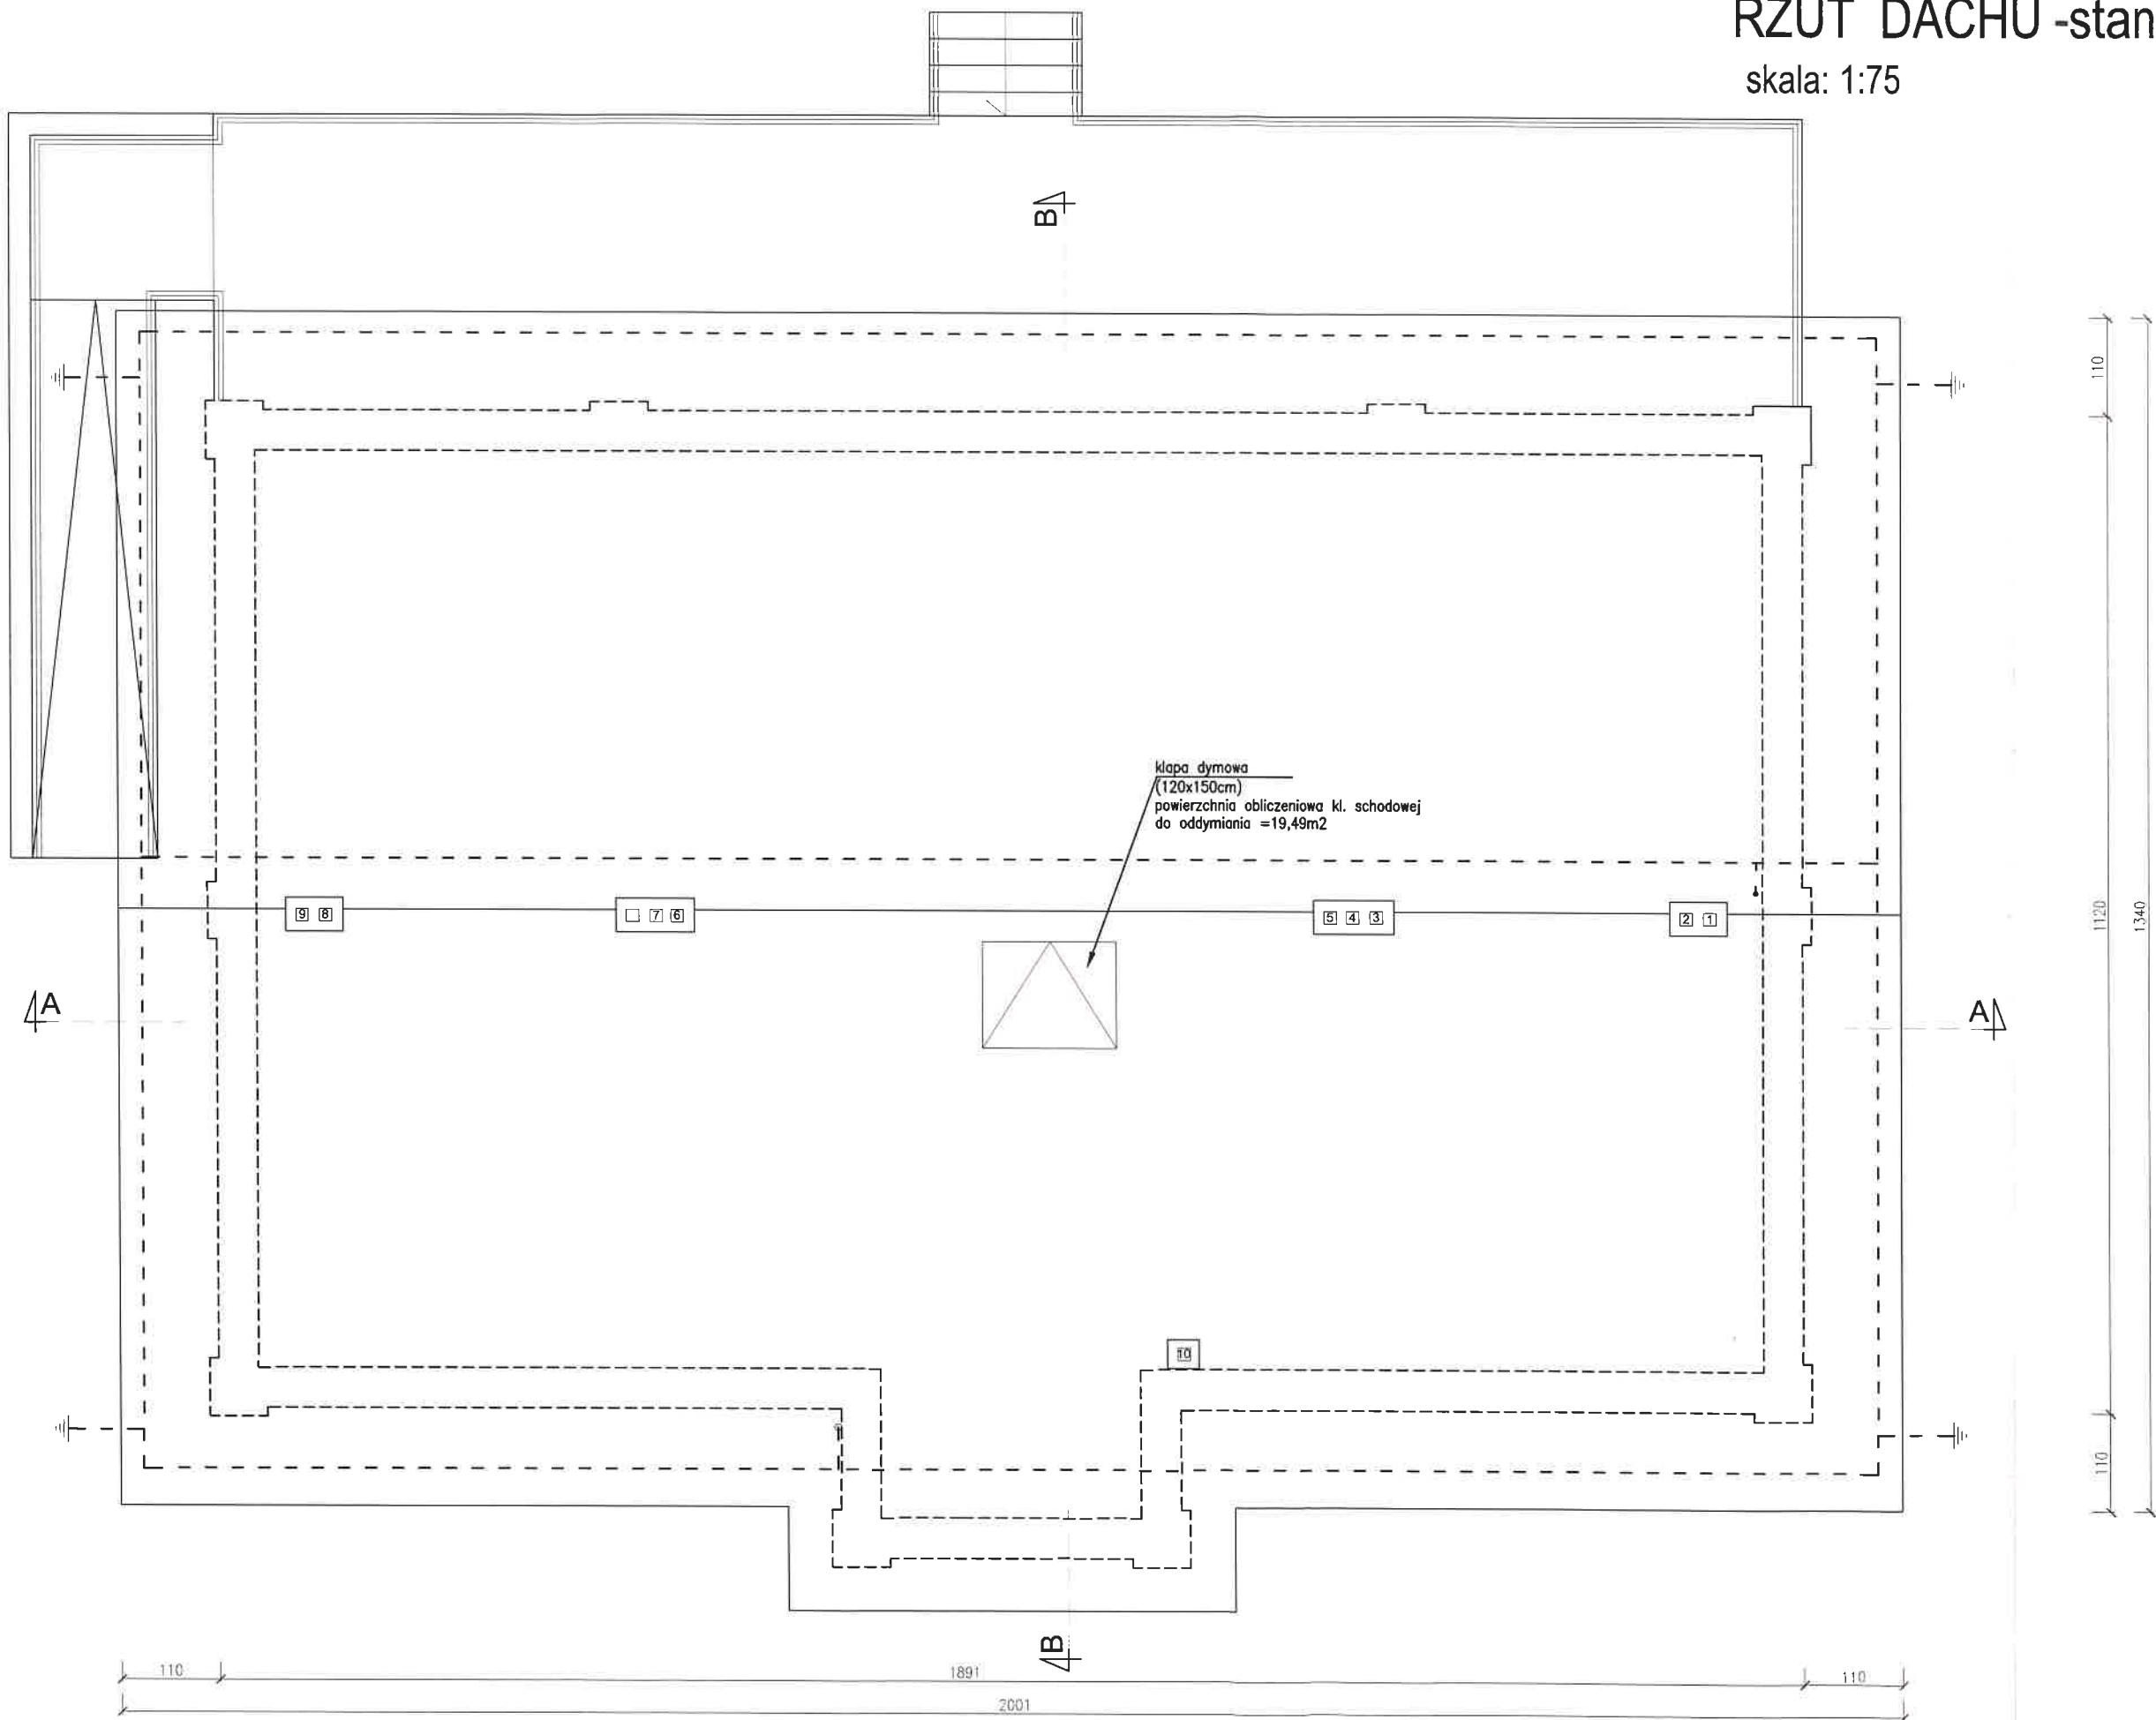 RZUT DACHU -stan
skala: 1:75
B
110
klapa dymowa
(120x150cm)
powierzchnia obliczeniowa kl. schodowej
do oddymiania =19,49m2
9 8
7 6
5 4 3
2 1
1120
1340
A
A
10
110
B
110
1891
110
2001